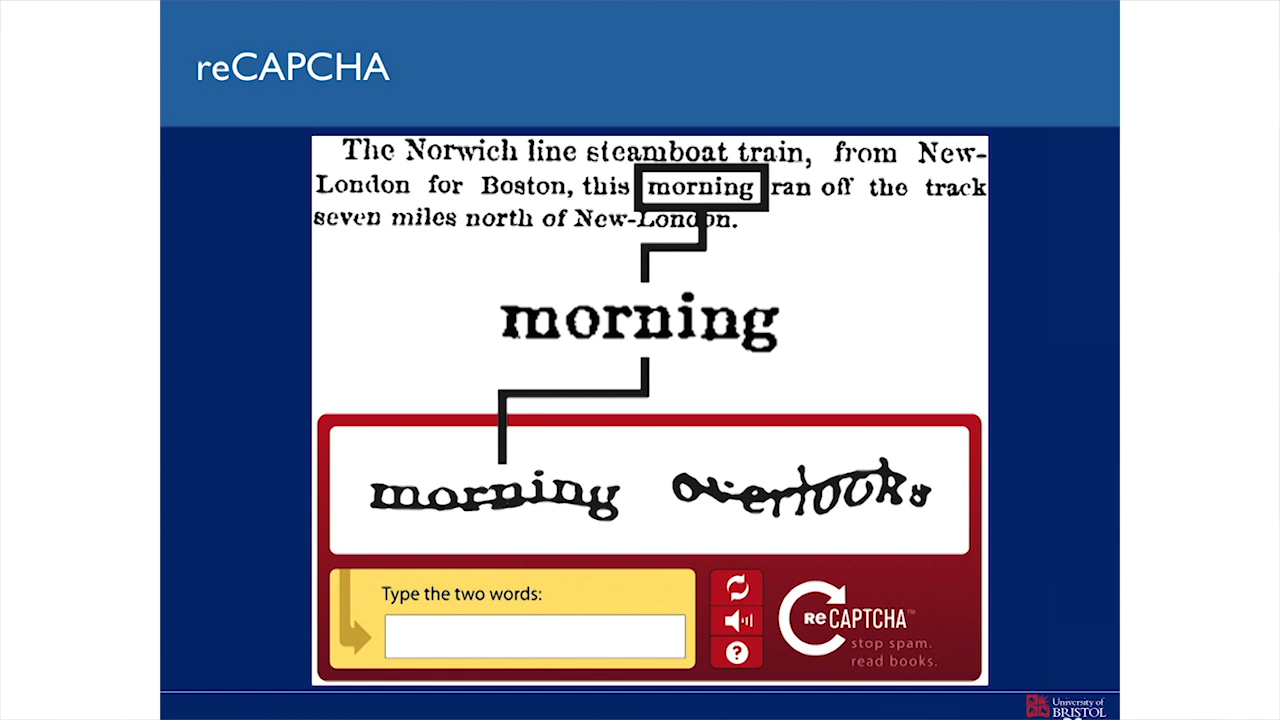 reCAPCHA
The Norwich line steamboat train, from New-
London for Boston, this morning ran off the track
seven miles north of New-London.
morning
morning overlooks
Type the two words:
reCAPTCHA™
stop spam.
read books.
University of
BRISTOL